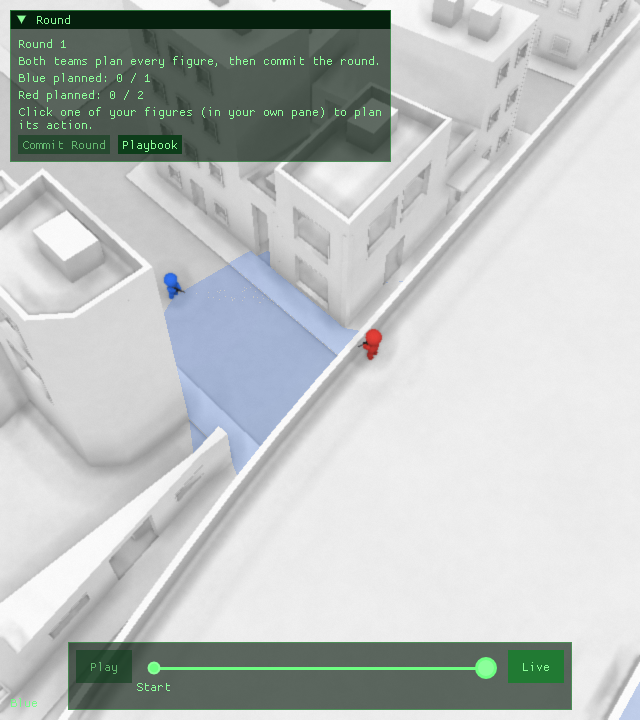 Round
Round 1
Both teams plan every figure, then commit the round.
Blue planned: 0 / 1
Red planned: 0 / 2
Click one of your figures (in your own pane) to plan
its action.
Commit Round Playbook
Play Live
Start